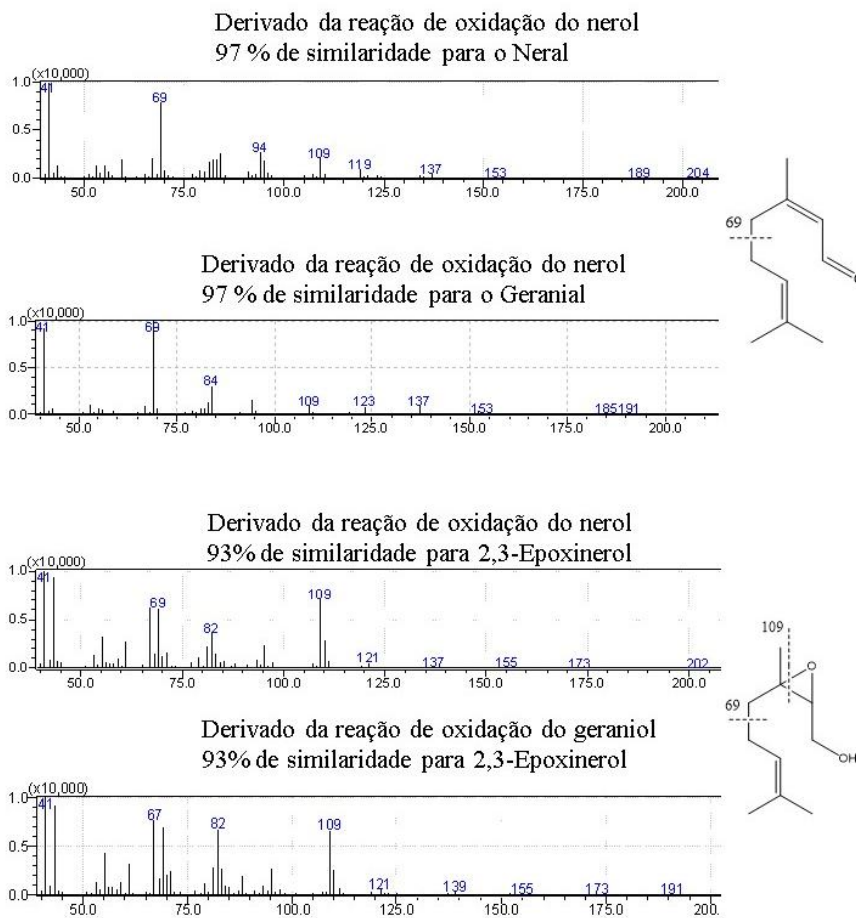 Derivado da reação de oxidação do nerol
97 % de similaridade para o Neral
(x10,000)
1.0
0.5
0.0
41
69
94
109
119
137
153
189
204
50.0 75.0 100.0 125.0 150.0 175.0 200.0
69
O
Derivado da reação de oxidação do nerol
97 % de similaridade para o Geranial
(x10,000)
1.0
0.5
0.0
41
69
84
109
123
137
153
185
191
50.0 75.0 100.0 125.0 150.0 175.0 200.0
Derivado da reação de oxidação do nerol
93% de similaridade para 2,3-Epoxinerol
(x10,000)
1.0
0.5
0.0
41
69
82
109
121
137
155
173
202
50.0 75.0 100.0 125.0 150.0 175.0 200.0
109
O
69
OH
Derivado da reação de oxidação do geraniol
93% de similaridade para 2,3-Epoxinerol
(x10,000)
1.0
0.5
0.0
41
67
82
109
121
139
155
173
191
50.0 75.0 100.0 125.0 150.0 175.0 200.0